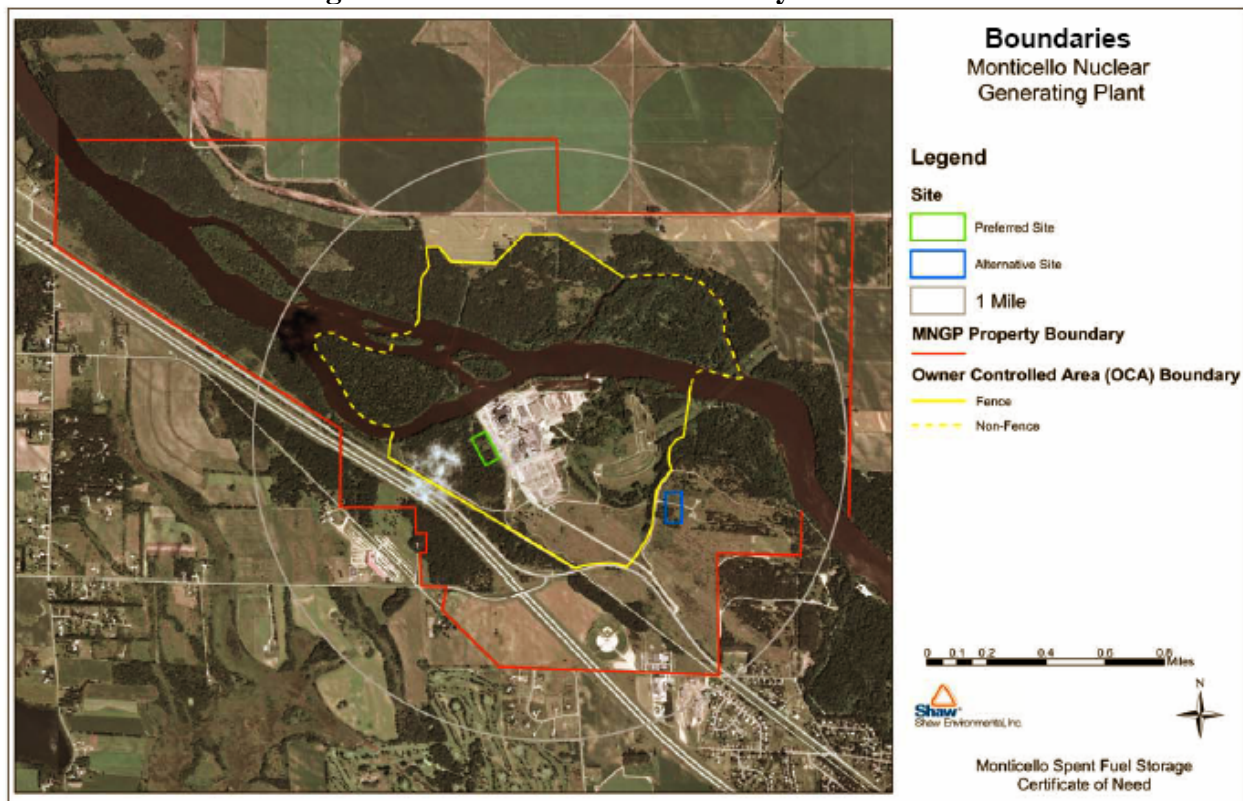 Boundaries
Monticello Nuclear
Generating Plant
Legend
Site
Preferred Site
Alternative Site
1 Mile
MNGP Property Boundary
Owner Controlled Area (OCA) Boundary
Fence
Non-Fence
0 0.1 0.2 0.4 0.6 0.8
Miles
N
Shaw
Shaw Environmental, Inc.
Monticello Spent Fuel Storage
Certificate of Need